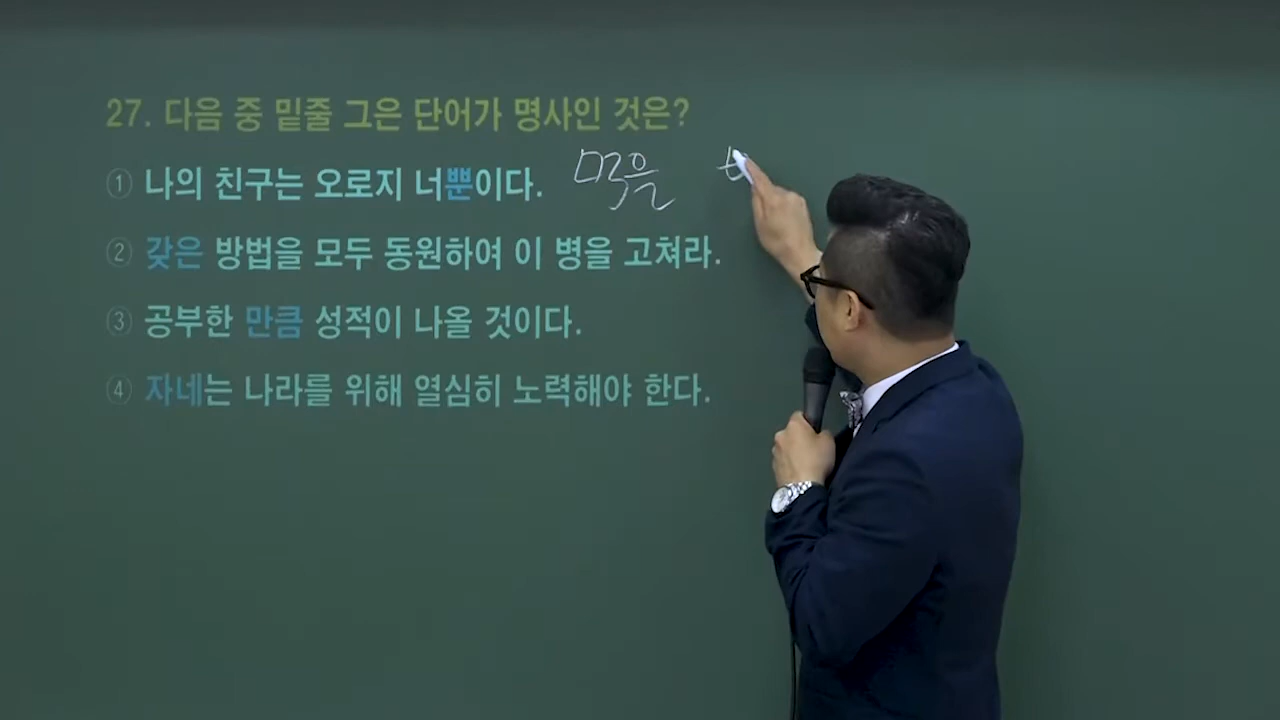 27. 다음 중 밑줄 그은 단어가 명사인 것은?
① 나의 친구는 오로지 너뿐이다. 먹을
② 갖은 방법을 모두 동원하여 이 병을 고쳐라.
③ 공부한 만큼 성적이 나올 것이다.
④ 자네는 나라를 위해 열심히 노력해야 한다.